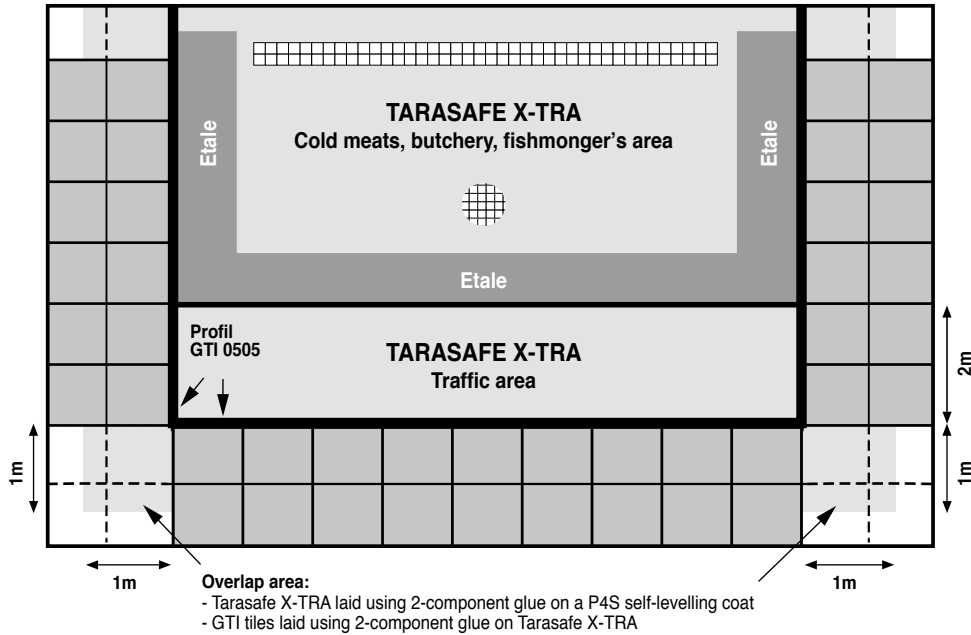 TARASAFE X-TRA
Cold meats, butchery, fishmonger's area
Etale
Etale
Etale
Profil
GTI 0505
TARASAFE X-TRA
Traffic area
2m
1m
1m
1m
1m
Overlap area:
- Tarasafe X-TRA laid using 2-component glue on a P4S self-levelling coat
- GTI tiles laid using 2-component glue on Tarasafe X-TRA